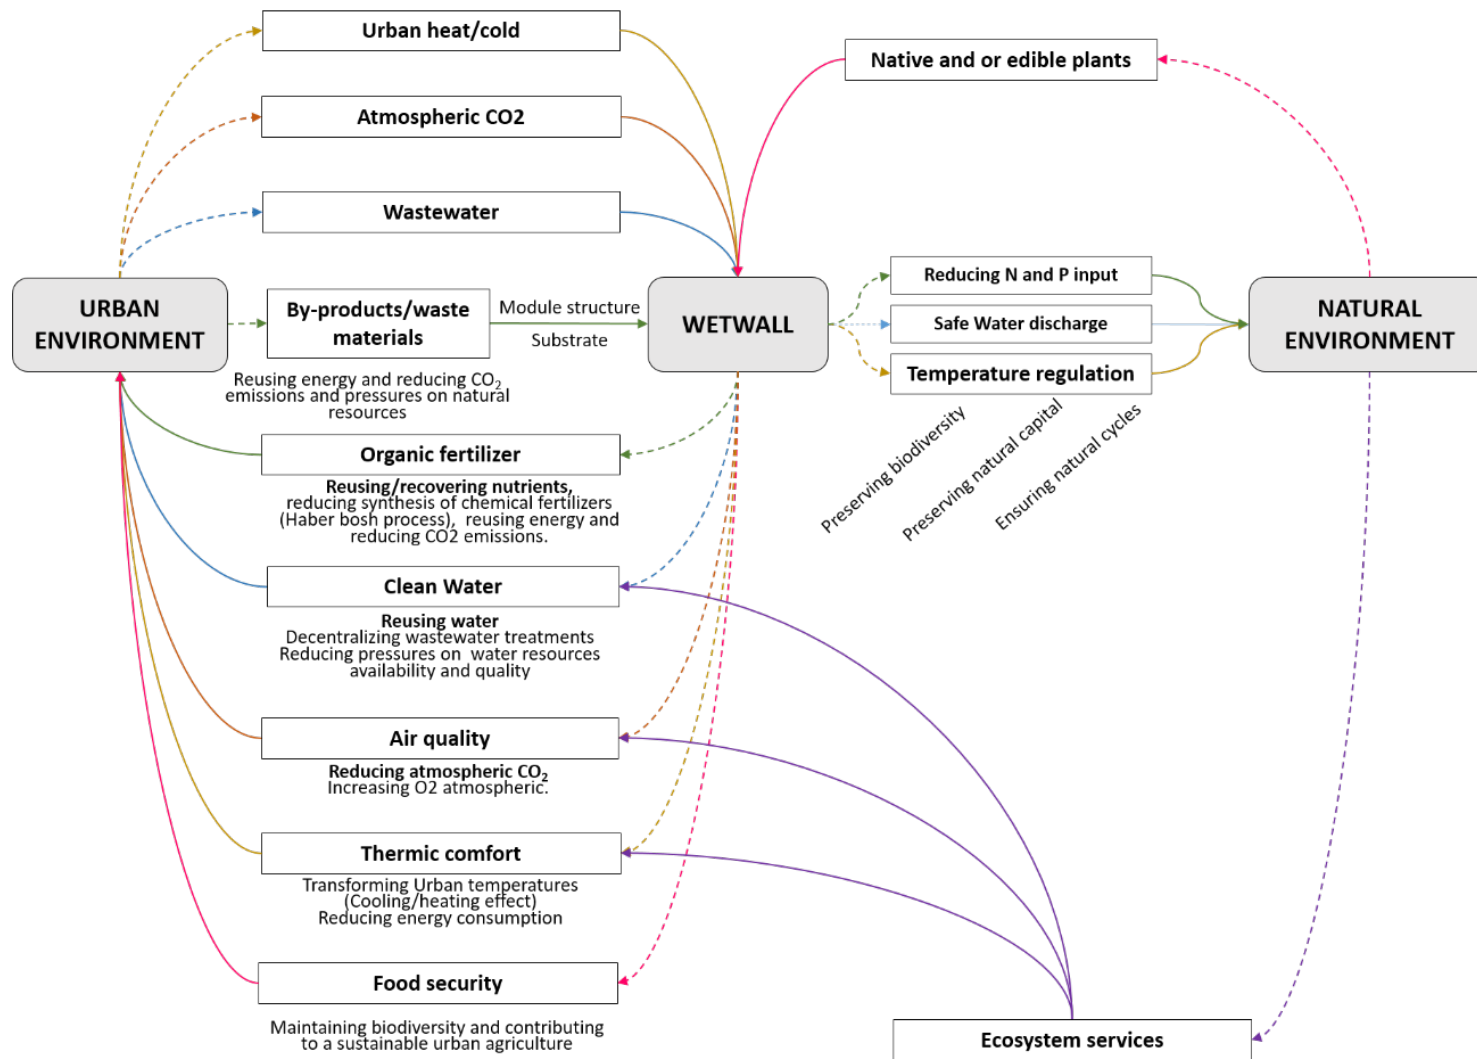 Urban heat/cold
Native and or edible plants
Atmospheric CO2
Wastewater
URBAN
ENVIRONMENT
By-products/waste
materials
Module structure
Substrate
WETWALL
Reducing N and P input
Safe Water discharge
Temperature regulation
NATURAL
ENVIRONMENT
Reusing energy and reducing CO₂
emissions and pressures on natural
resources
Preserving biodiversity
Preserving natural capital
Ensuring natural cycles
Organic fertilizer
Reusing/recovering nutrients,
reducing synthesis of chemical fertilizers
(Haber bosh process), reusing energy and
reducing CO2 emissions.
Clean Water
Reusing water
Decentralizing wastewater treatments
Reducing pressures on water resources
availability and quality
Air quality
Reducing atmospheric CO₂
Increasing O2 atmospheric.
Thermic comfort
Transforming Urban temperatures
(Cooling/heating effect)
Reducing energy consumption
Food security
Maintaining biodiversity and contributing
to a sustainable urban agriculture
Ecosystem services